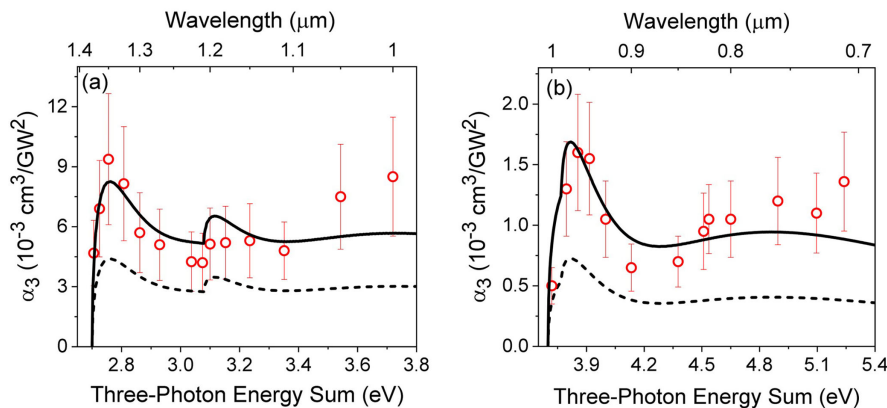 Wavelength (μm)
1.4 1.3 1.2 1.1 1
(a)
α3 (10⁻³ cm³/GW²)
12
9
6
3
0
2.8 3.0 3.2 3.4 3.6 3.8
Three-Photon Energy Sum (eV)
Wavelength (μm)
1 0.9 0.8 0.7
(b)
α3 (10⁻³ cm³/GW²)
2.0
1.5
1.0
0.5
0.0
3.9 4.2 4.5 4.8 5.1 5.4
Three-Photon Energy Sum (eV)